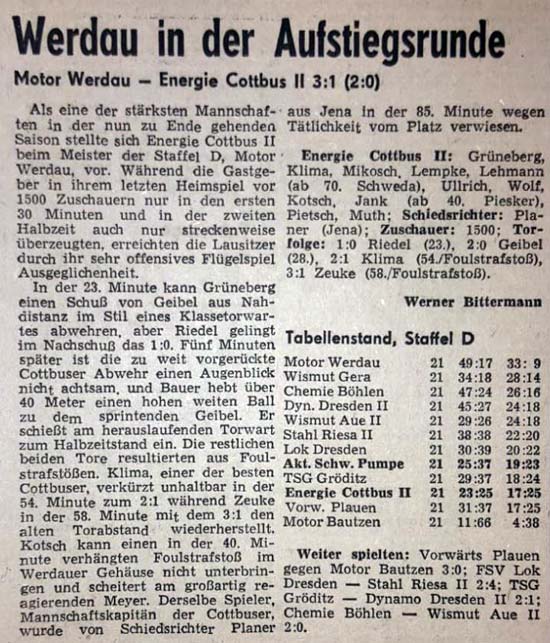 Werdau in der Aufstiegsrunde
Motor Werdau — Energie Cottbus II 3:1 (2:0)
Als eine der stärksten Mannschaf-
ten in der nun zu Ende gehenden
Saison stellte sich Energie Cottbus II
beim Meister der Staffel D, Motor
Werdau, vor. Während die Gastge-
ber in ihrem letzten Heimspiel vor
1500 Zuschauern nur in den ersten
30 Minuten und in der zweiten
Halbzeit auch nur streckenweise
überzeugten, erreichten die Lausitzer
durch ihr sehr offensives Flügelspiel
Ausgeglichenheit.
In der 23. Minute kann Grüneberg
einen Schuß von Geibel aus Nah-
distanz im Stil eines Klassetorwar-
tes abwehren, aber Riedel gelingt
im Nachschuß das 1:0. Fünf Minuten
später ist die zu weit vorgerückte
Cottbuser Abwehr einen Augenblick
nicht achtsam, und Bauer hebt über
40 Meter einen hohen weiten Ball
zu dem sprintenden Geibel. Er
schießt am herauslaufenden Torwart
zum Halbzeitstand ein. Die restlichen
beiden Tore resultierten aus Foul-
strafstößen. Klima, einer der besten
Cottbuser, verkürzt unhaltbar in der
54. Minute zum 2:1 während Zeuke
in der 58. Minute mit dem 3:1 den
alten Torabstand wiederherstellt.
Kotsch kann einen in der 40. Mi-
nute verhängten Foulstrafstoß im
Werdauer Gehäuse nicht unterbrin-
gen und scheitert am großartig re-
agierenden Meyer. Derselbe Spieler,
Mannschaftskapitän der Cottbuser,
wurde von Schiedsrichter Planer
aus Jena in der 85. Minute wegen
Tätlichkeit vom Platz verwiesen.
Energie Cottbus II: Grüneberg,
Klima, Mikosch, Lempke, Lehmann
(ab 70. Schweda), Ullrich, Wolf,
Kotsch, Jank (ab 40. Piesker),
Pietsch, Muth; Schiedsrichter: Pla-
ner (Jena); Zuschauer: 1500; Tor-
folge: 1:0 Riedel (23.), 2:0 Geibel
(28.), 2:1 Klima (54./Foulstrafstoß),
3:1 Zeuke (58./Foulstrafstoß).
Werner Bittermann
Tabellenstand, Staffel D
Motor Werdau 21 49:17 33: 9
Wismut Gera 21 34:18 28:14
Chemie Böhlen 21 47:24 26:16
Dyn. Dresden II 21 45:27 24:18
Wismut Aue II 21 29:26 24:18
Stahl Riesa II 21 38:38 22:20
Lok Dresden 21 30:39 20:22
Akt. Schw. Pumpe 21 25:37 19:23
TSG Gröditz 21 29:37 18:24
Energie Cottbus II 21 23:25 17:25
Vorw. Plauen 21 31:37 17:25
Motor Bautzen 21 11:66 4:38
Weiter spielten: Vorwärts Plauen
gegen Motor Bautzen 3:0; FSV Lok
Dresden — Stahl Riesa II 2:4; TSG
Gröditz — Dynamo Dresden II 2:1;
Chemie Böhlen — Wismut Aue II
2:0.